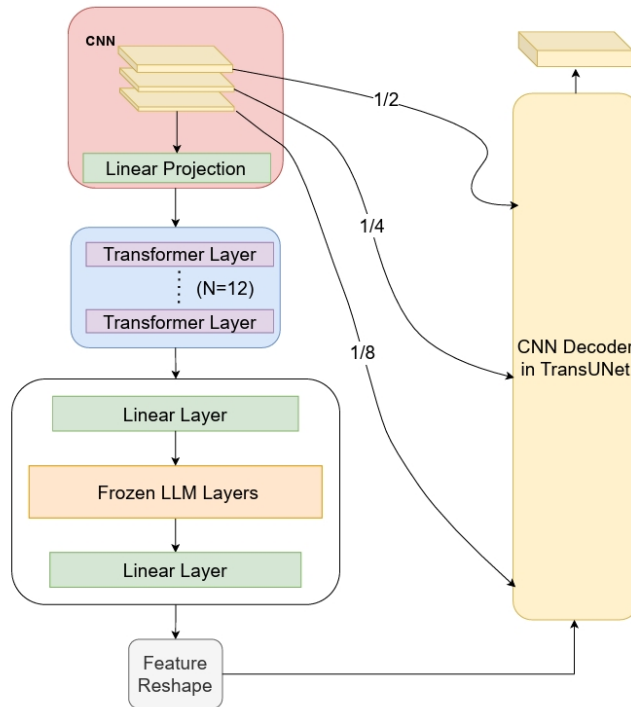 CNN
Linear Projection
Transformer Layer
(N=12)
Transformer Layer
Linear Layer
Frozen LLM Layers
Linear Layer
Feature
Reshape
1/2
1/4
1/8
CNN Decoder
in TransUNet